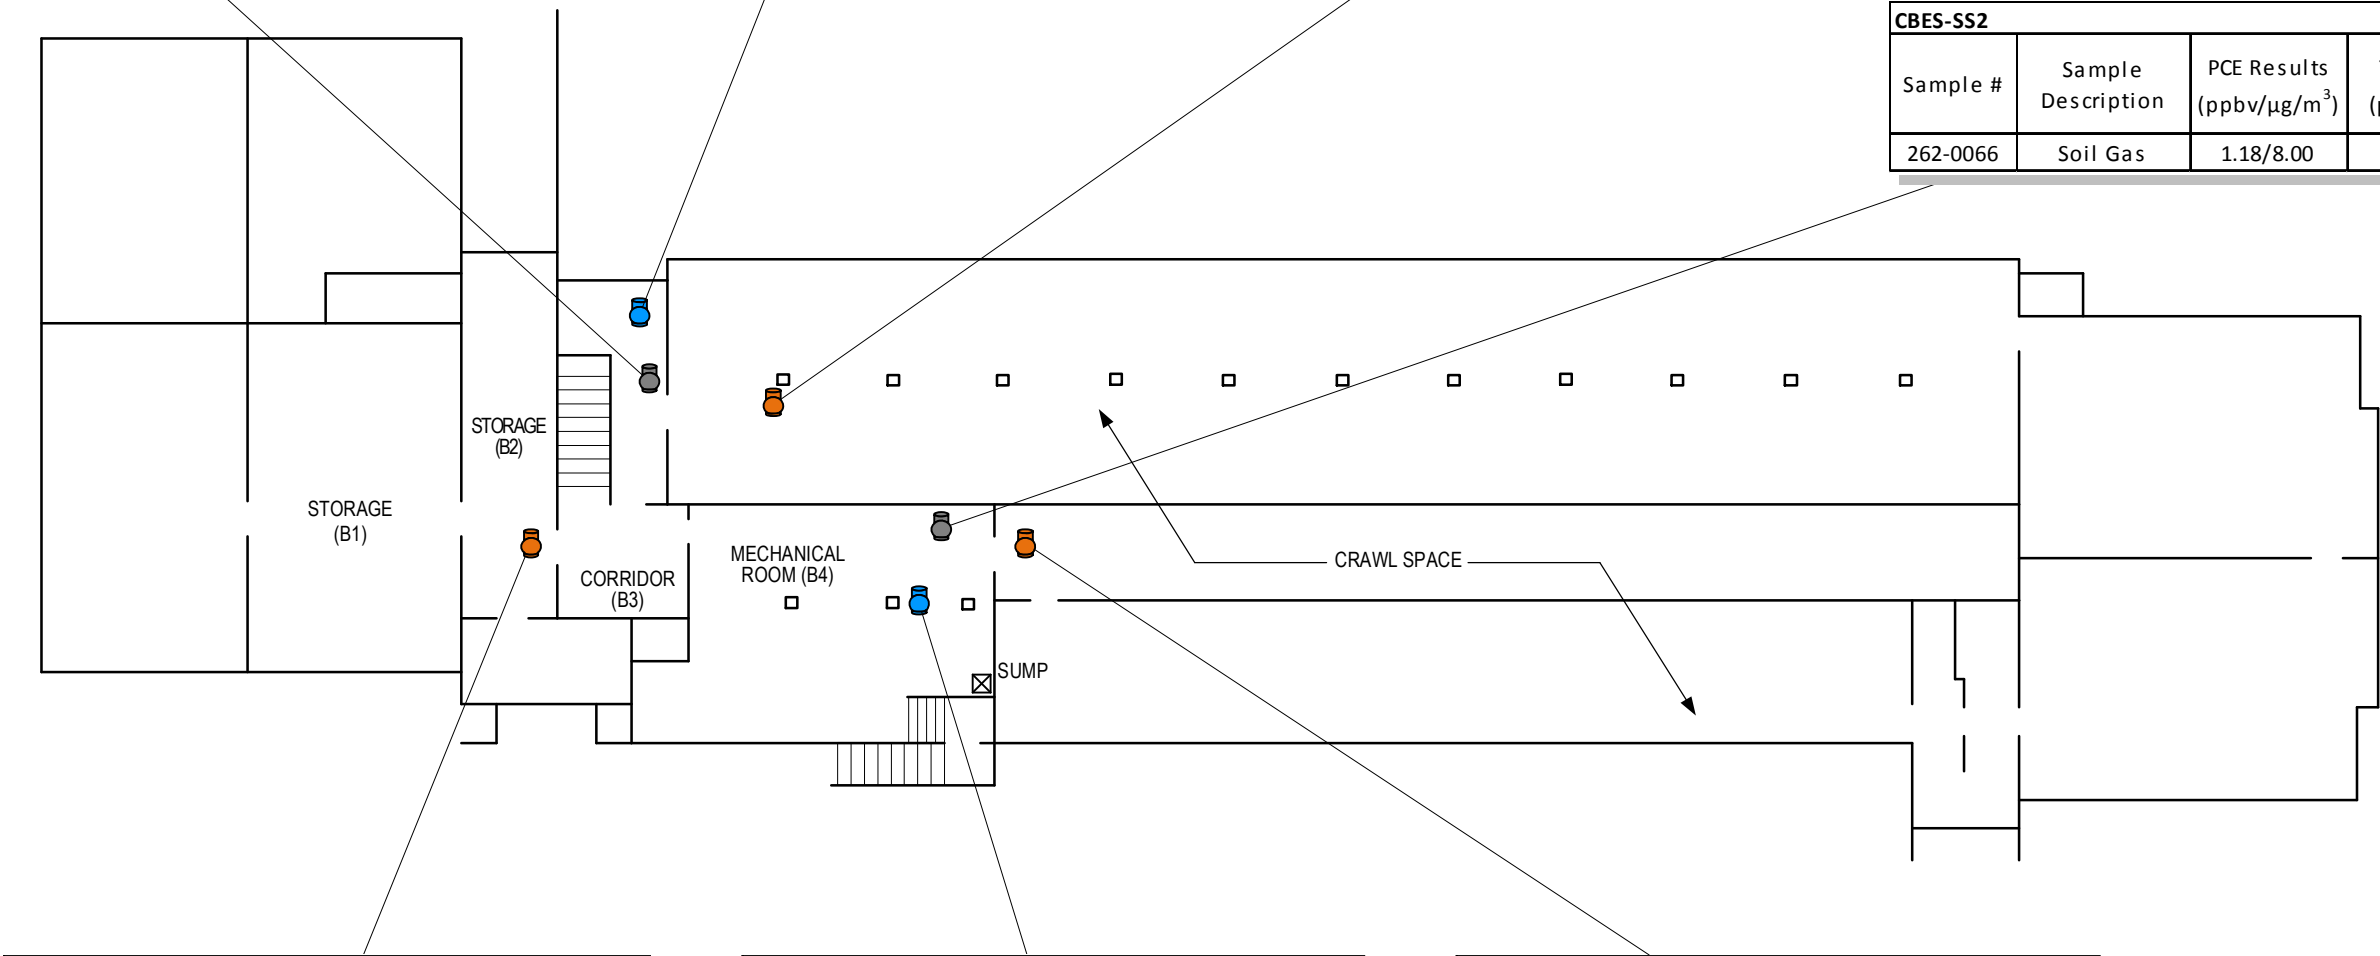 CBES-SS2
Sample #
Sample
Description
PCE Results
(ppbv/µg/m³)
262-0066
Soil Gas
1.18/8.00
STORAGE
(B2)
STORAGE
(B1)
CORRIDOR
(B3)
MECHANICAL
ROOM (B4)
CRAWL SPACE
SUMP